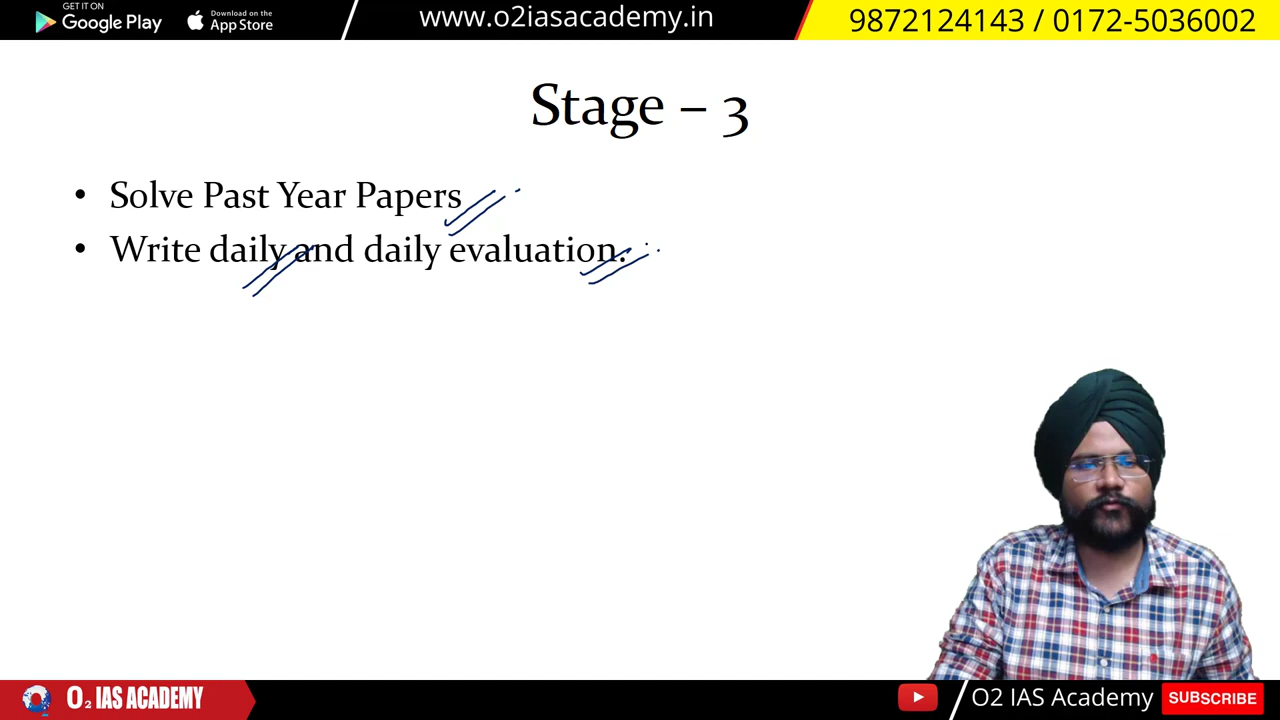 GET IT ON
Google Play
Download on the
App Store
www.o2iasacademy.in
9872124143 / 0172-5036002
Stage – 3
• Solve Past Year Papers
• Write daily and daily evaluation.
O2 IAS ACADEMY
O2 IAS Academy
SUBSCRIBE